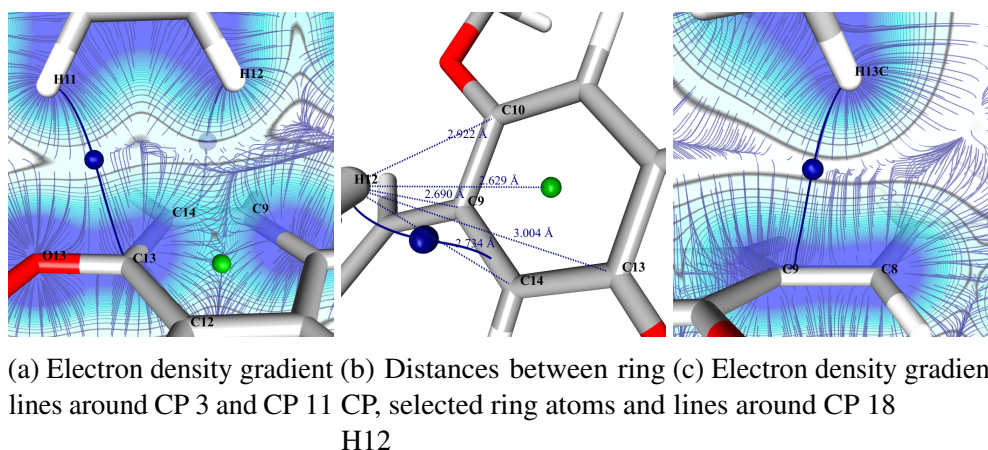 H11
H12
C14
C9
O13
C13
C12
C10
2.922 Å
H12
2.629 Å
2.690 Å
C9
3.004 Å
2.734 Å
C13
C14
H13C
C9
C8
(a) Electron density gradient
lines around CP 3 and CP 11
(b) Distances between ring
CP, selected ring atoms and
H12
(c) Electron density gradien
lines around CP 18